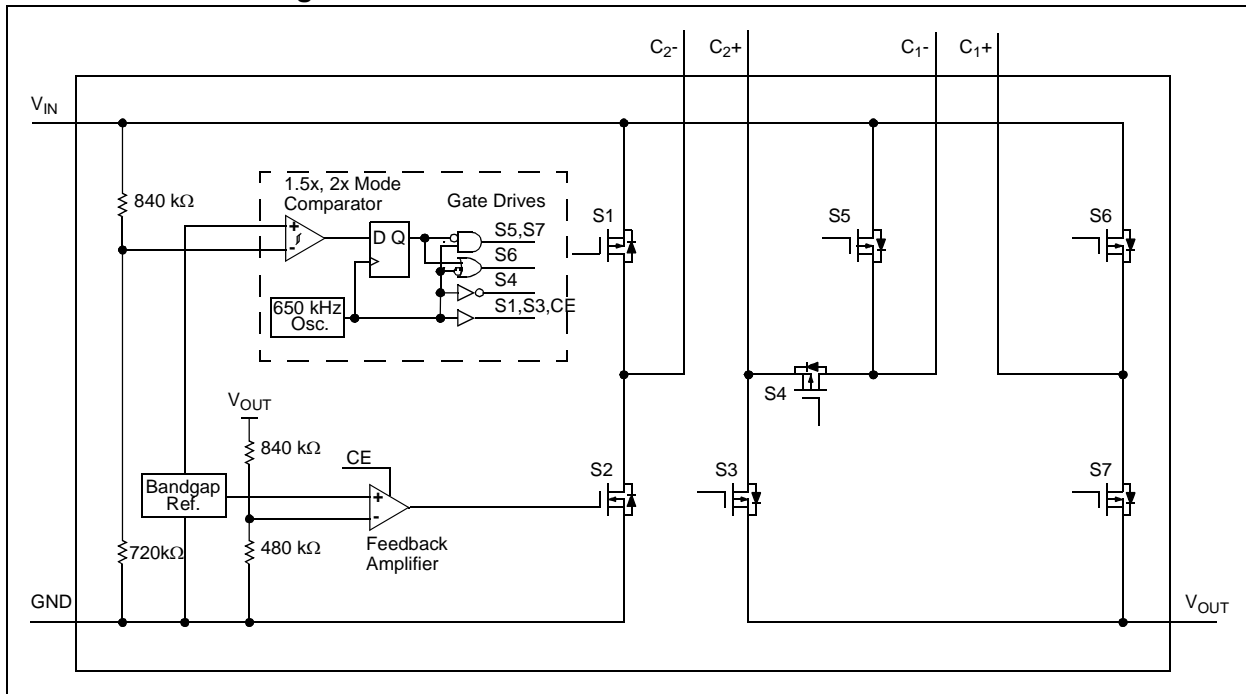 C2- C2+ C1- C1+
VIN
840 kΩ
1.5x, 2x Mode
Comparator
Gate Drives
D Q
S5,S7
S6
S4
S1,S3,CE
650 kHz
Osc.
S1
S5
S6
S4
VOUT
840 kΩ
CE
S2
S3
S7
Bandgap
Ref.
+
-
+
-
720kΩ
480 kΩ
Feedback
Amplifier
GND
VOUT